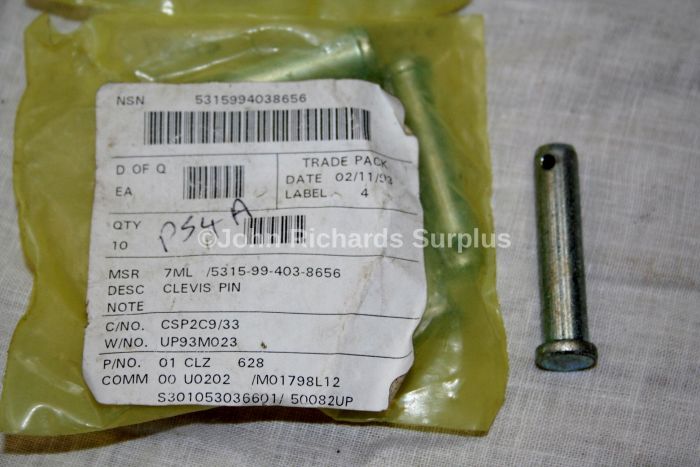 NSN 5315994038656
D OF Q TRADE PACK
EA DATE 02/11/93
LABEL 4
QTY PS4A
10
©John Richards Surplus
MSR 7ML /5315-99-403-8656
DESC CLEVIS PIN
NOTE
C/NO. CSP2C9/33
W/NO. UP93M023
P/NO. 01 CLZ 628
COMM 00 U0202 /M01798L12
S301053036601/ 50082UP